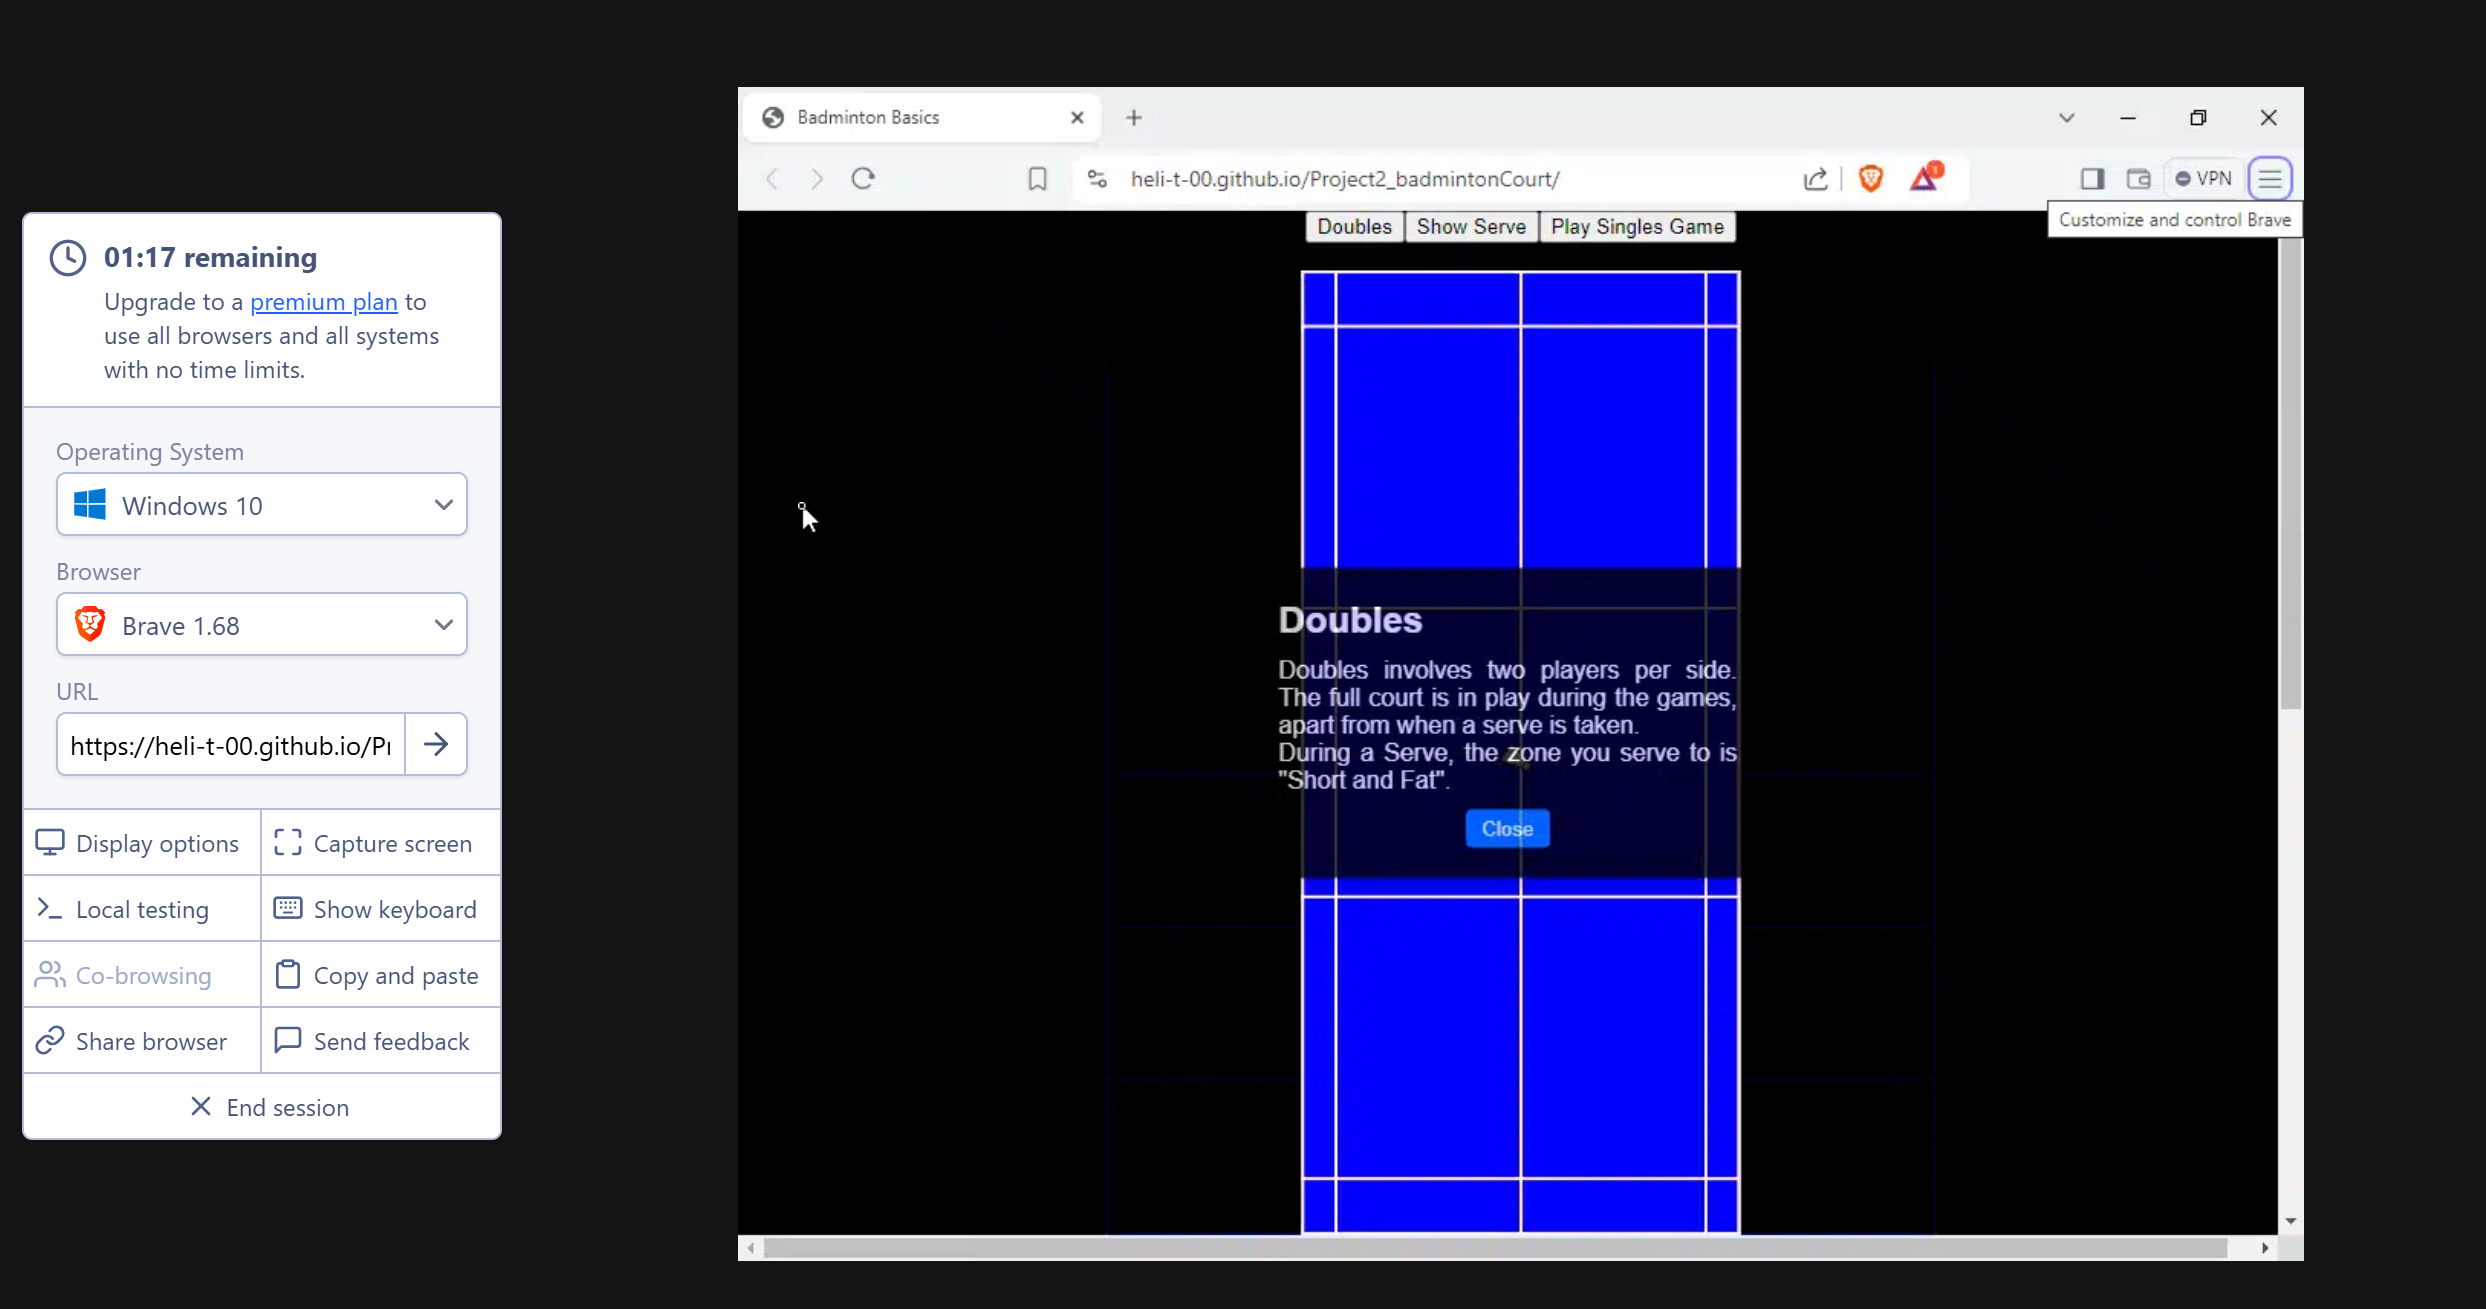 01:17 remaining
Upgrade to a premium plan to
use all browsers and all systems
with no time limits.
Operating System
Windows 10
Browser
Brave 1.68
URL
https://heli-t-00.github.io/Pr
Display options
Capture screen
Local testing
Show keyboard
Co-browsing
Copy and paste
Share browser
Send feedback
End session
Badminton Basics
heli-t-00.github.io/Project2_badmintonCourt/
1
VPN
Customize and control Brave
Doubles
Show Serve
Play Singles Game
Doubles
Doubles involves two players per side.
The full court is in play during the games,
apart from when a serve is taken.
During a Serve, the zone you serve to is
"Short and Fat".
Close